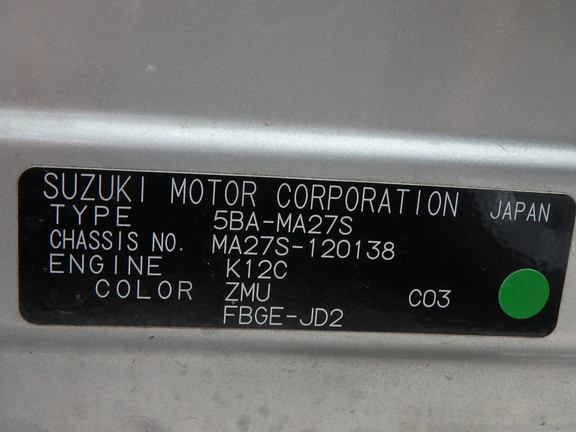 SUZUKI MOTOR CORPORATION JAPAN
TYPE 5BA-MA27S
CHASSIS NO. MA27S-120138
ENGINE K12C
COLOR ZMU C03
FBGE-JD2